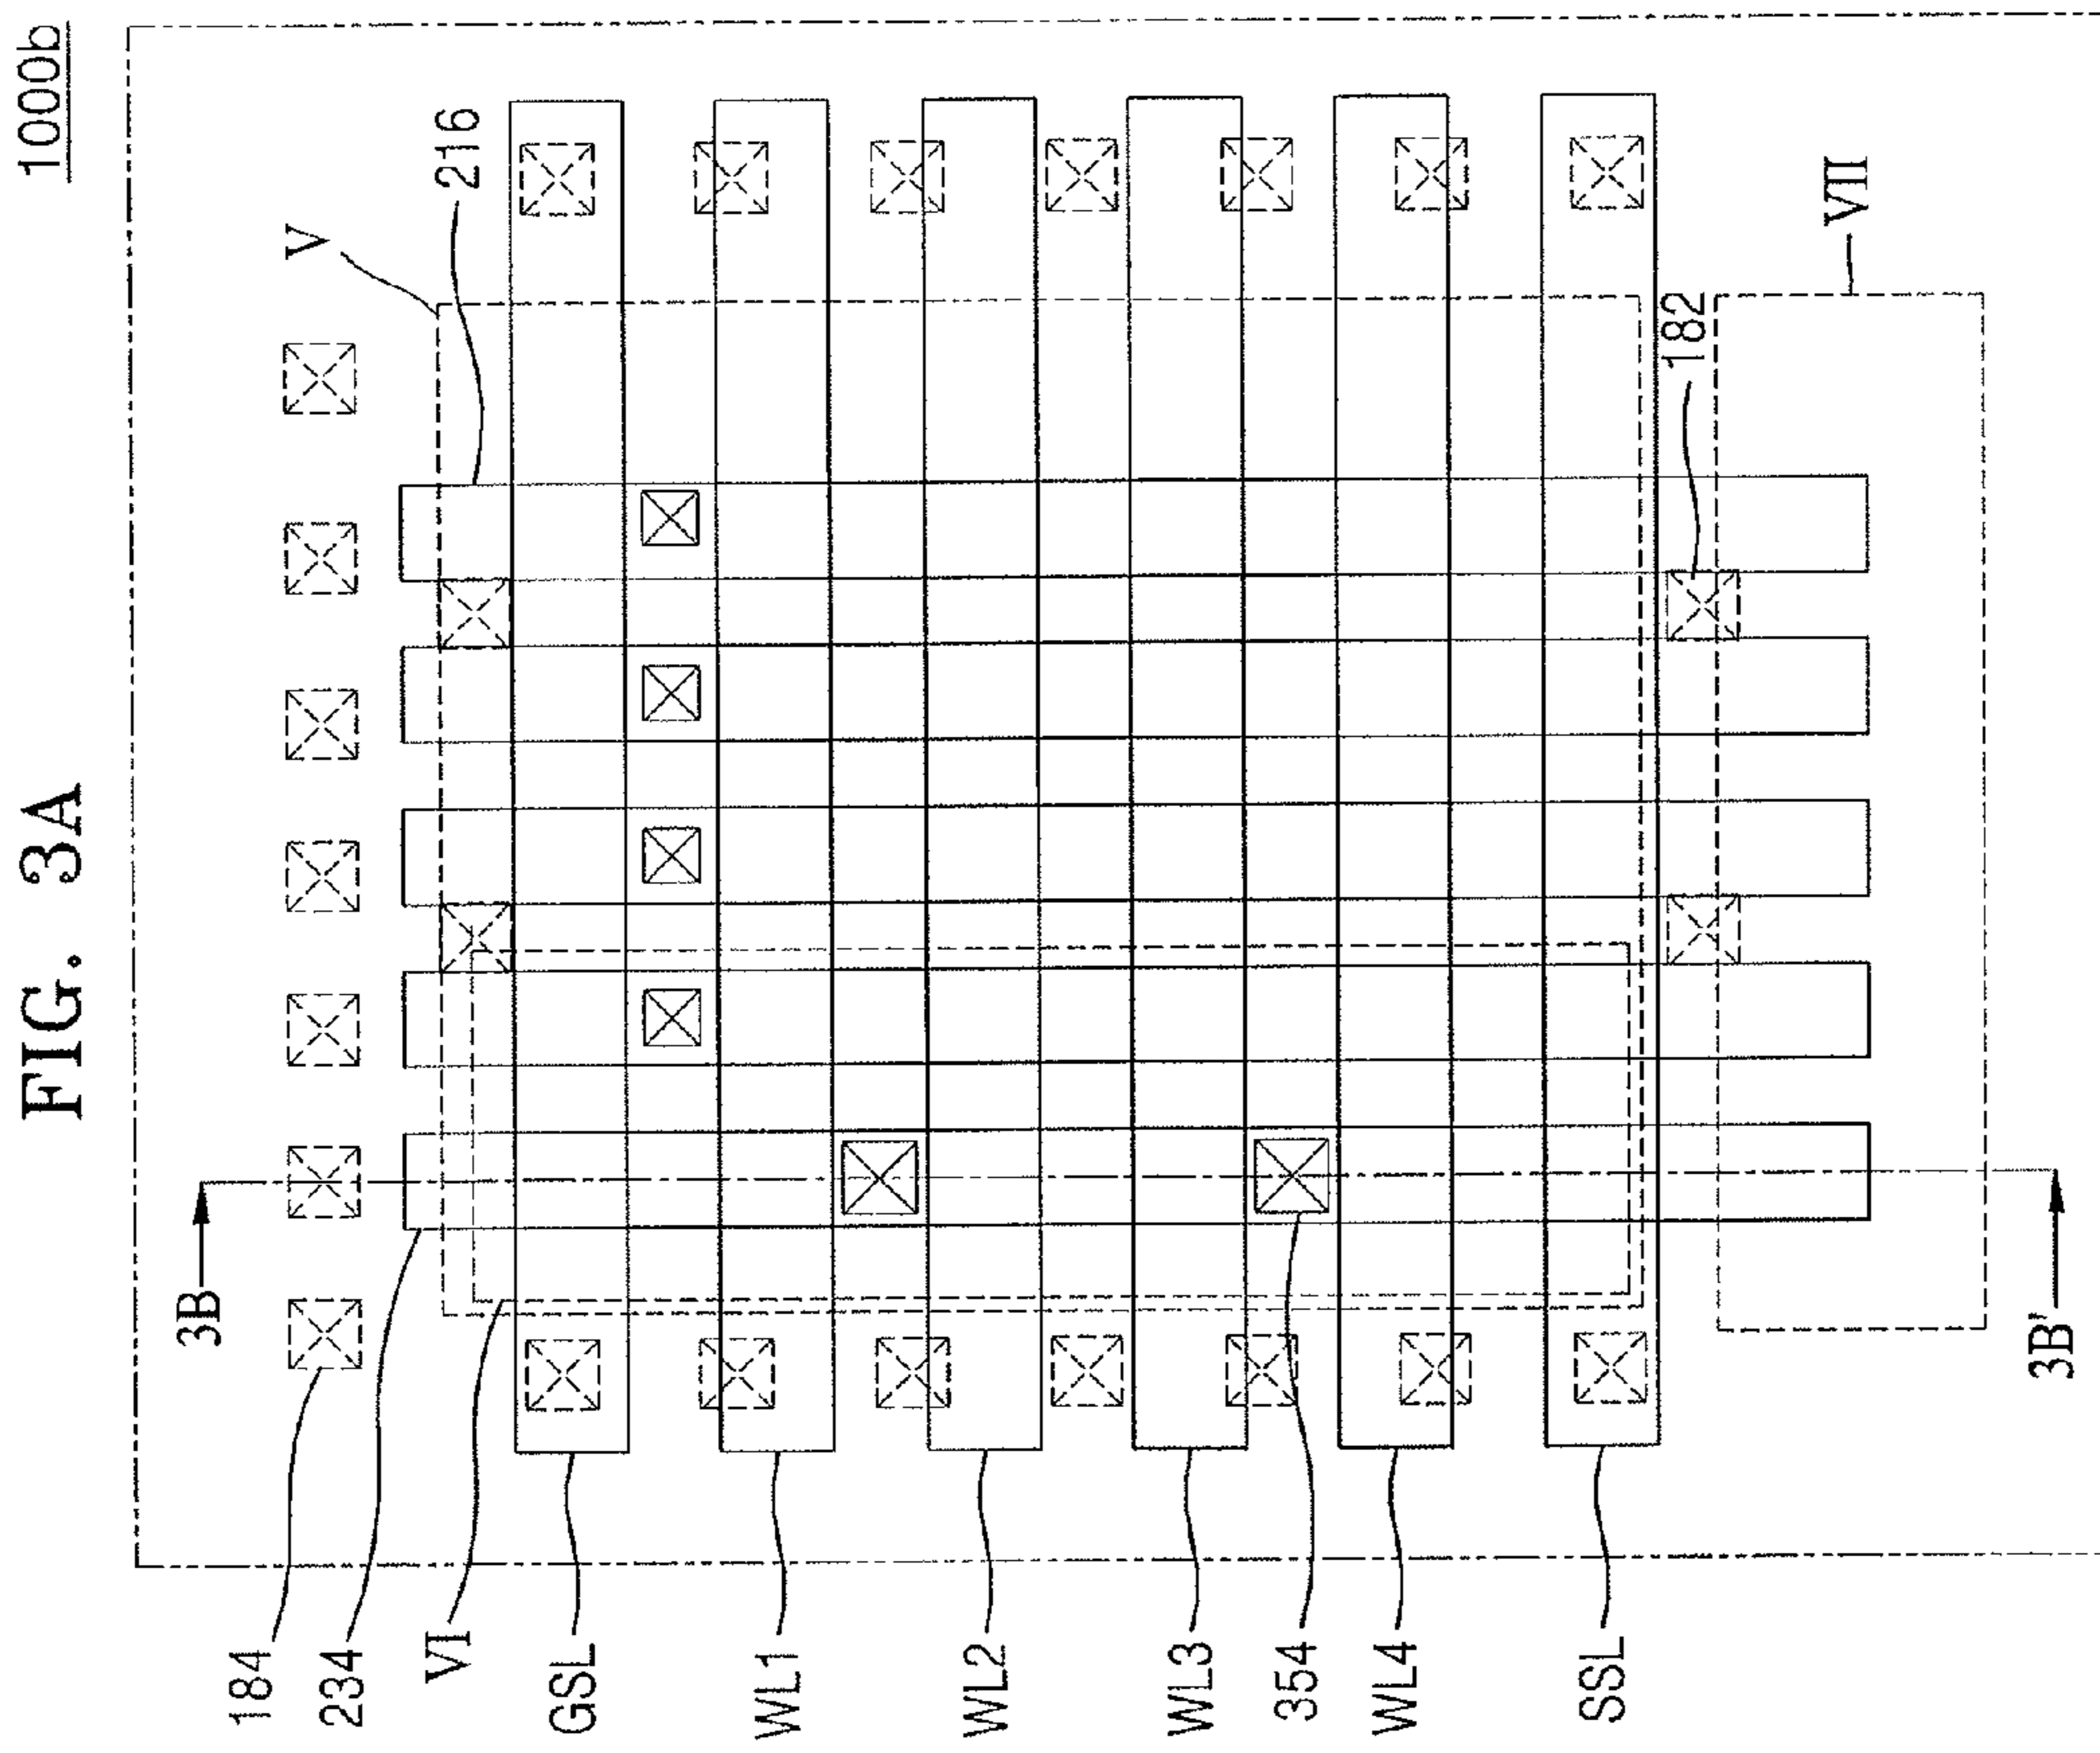 FIG. 3A
1000b
184
234
VI
GSL
WL1
WL2
WL3
354
WL4
SSL
3B
3B'
V
216
182
VII